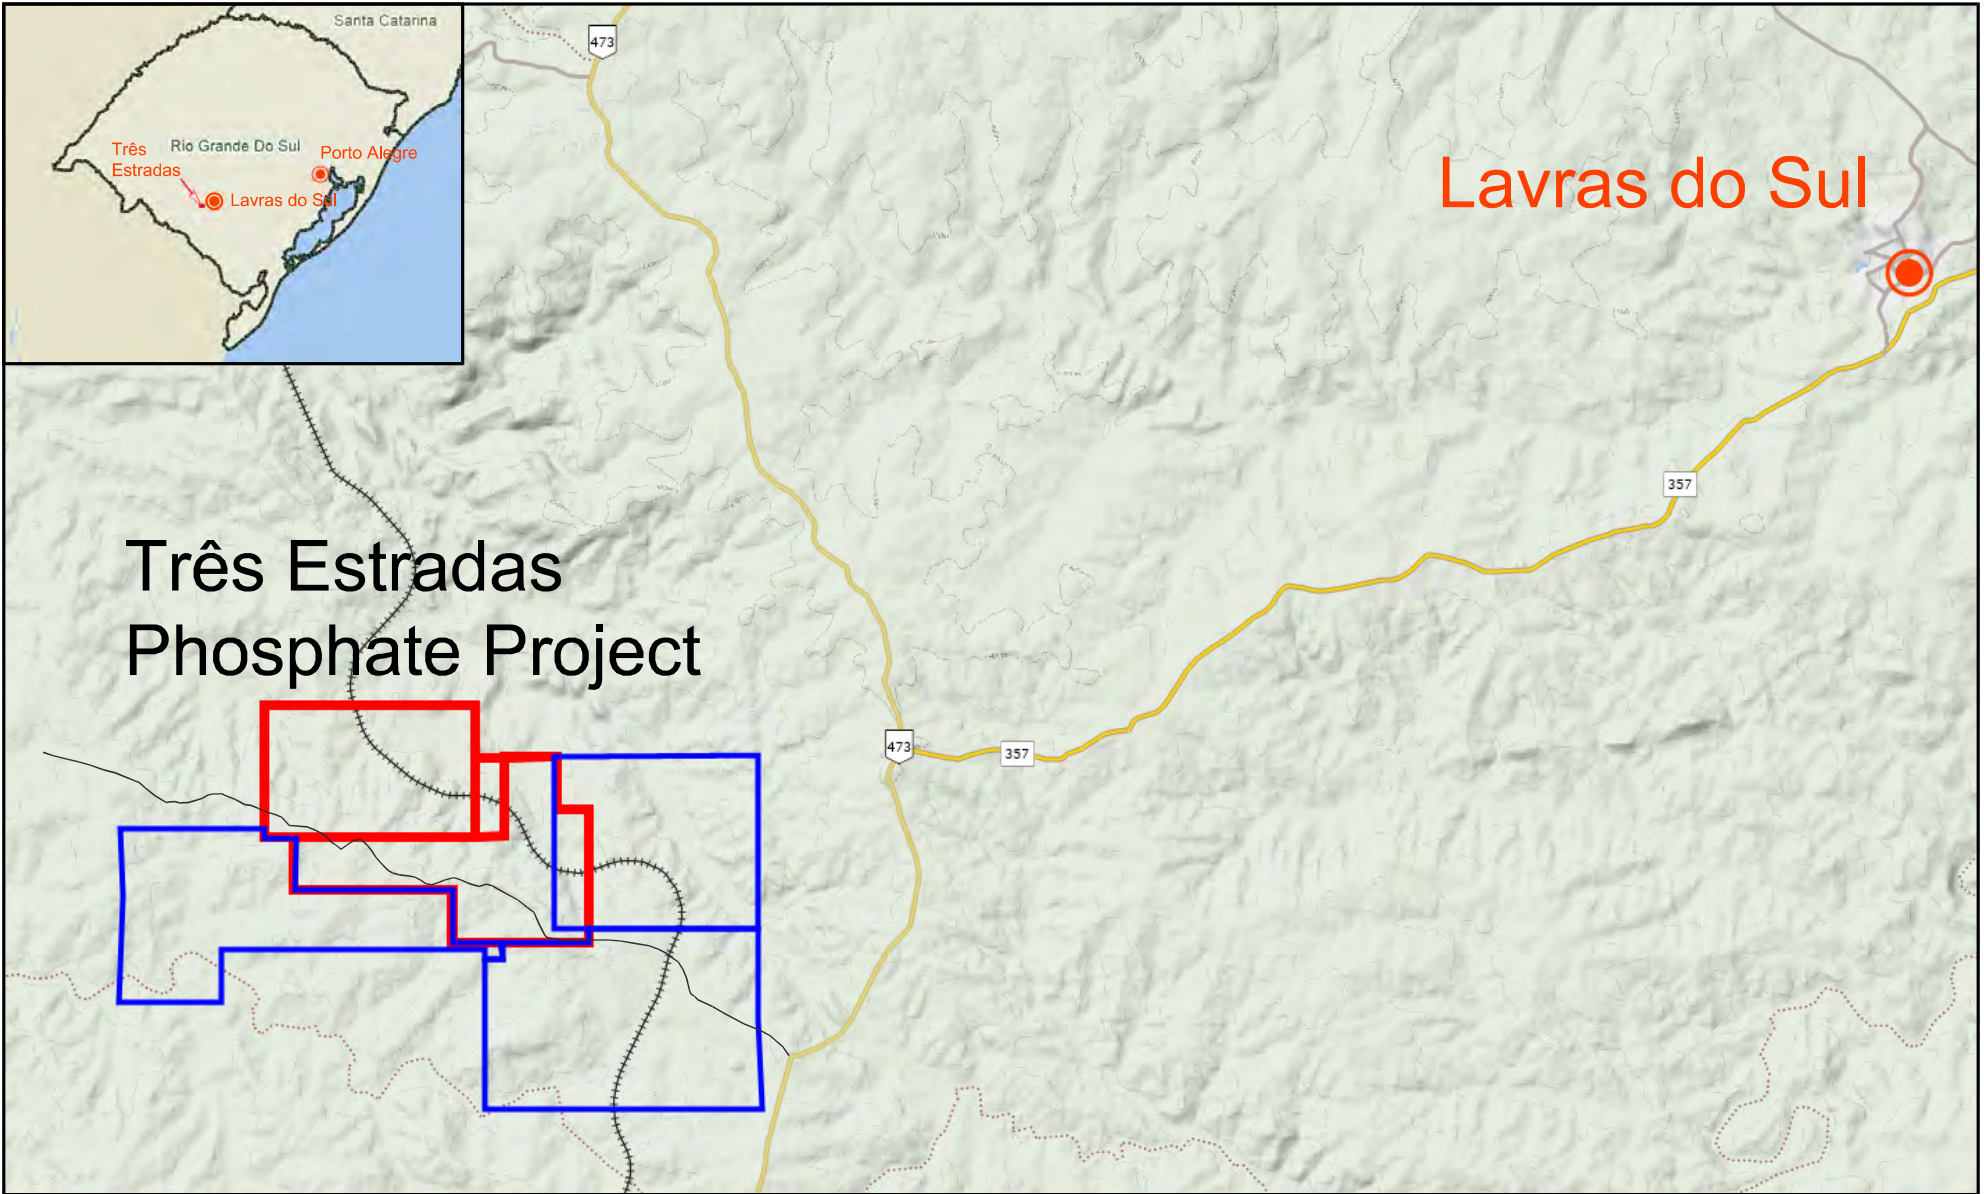 Santa Catarina
473
Rio Grande Do Sul
Três
Estradas
Porto Alegre
Lavras do Sul
Lavras do Sul
357
Três Estradas
Phosphate Project
473
357